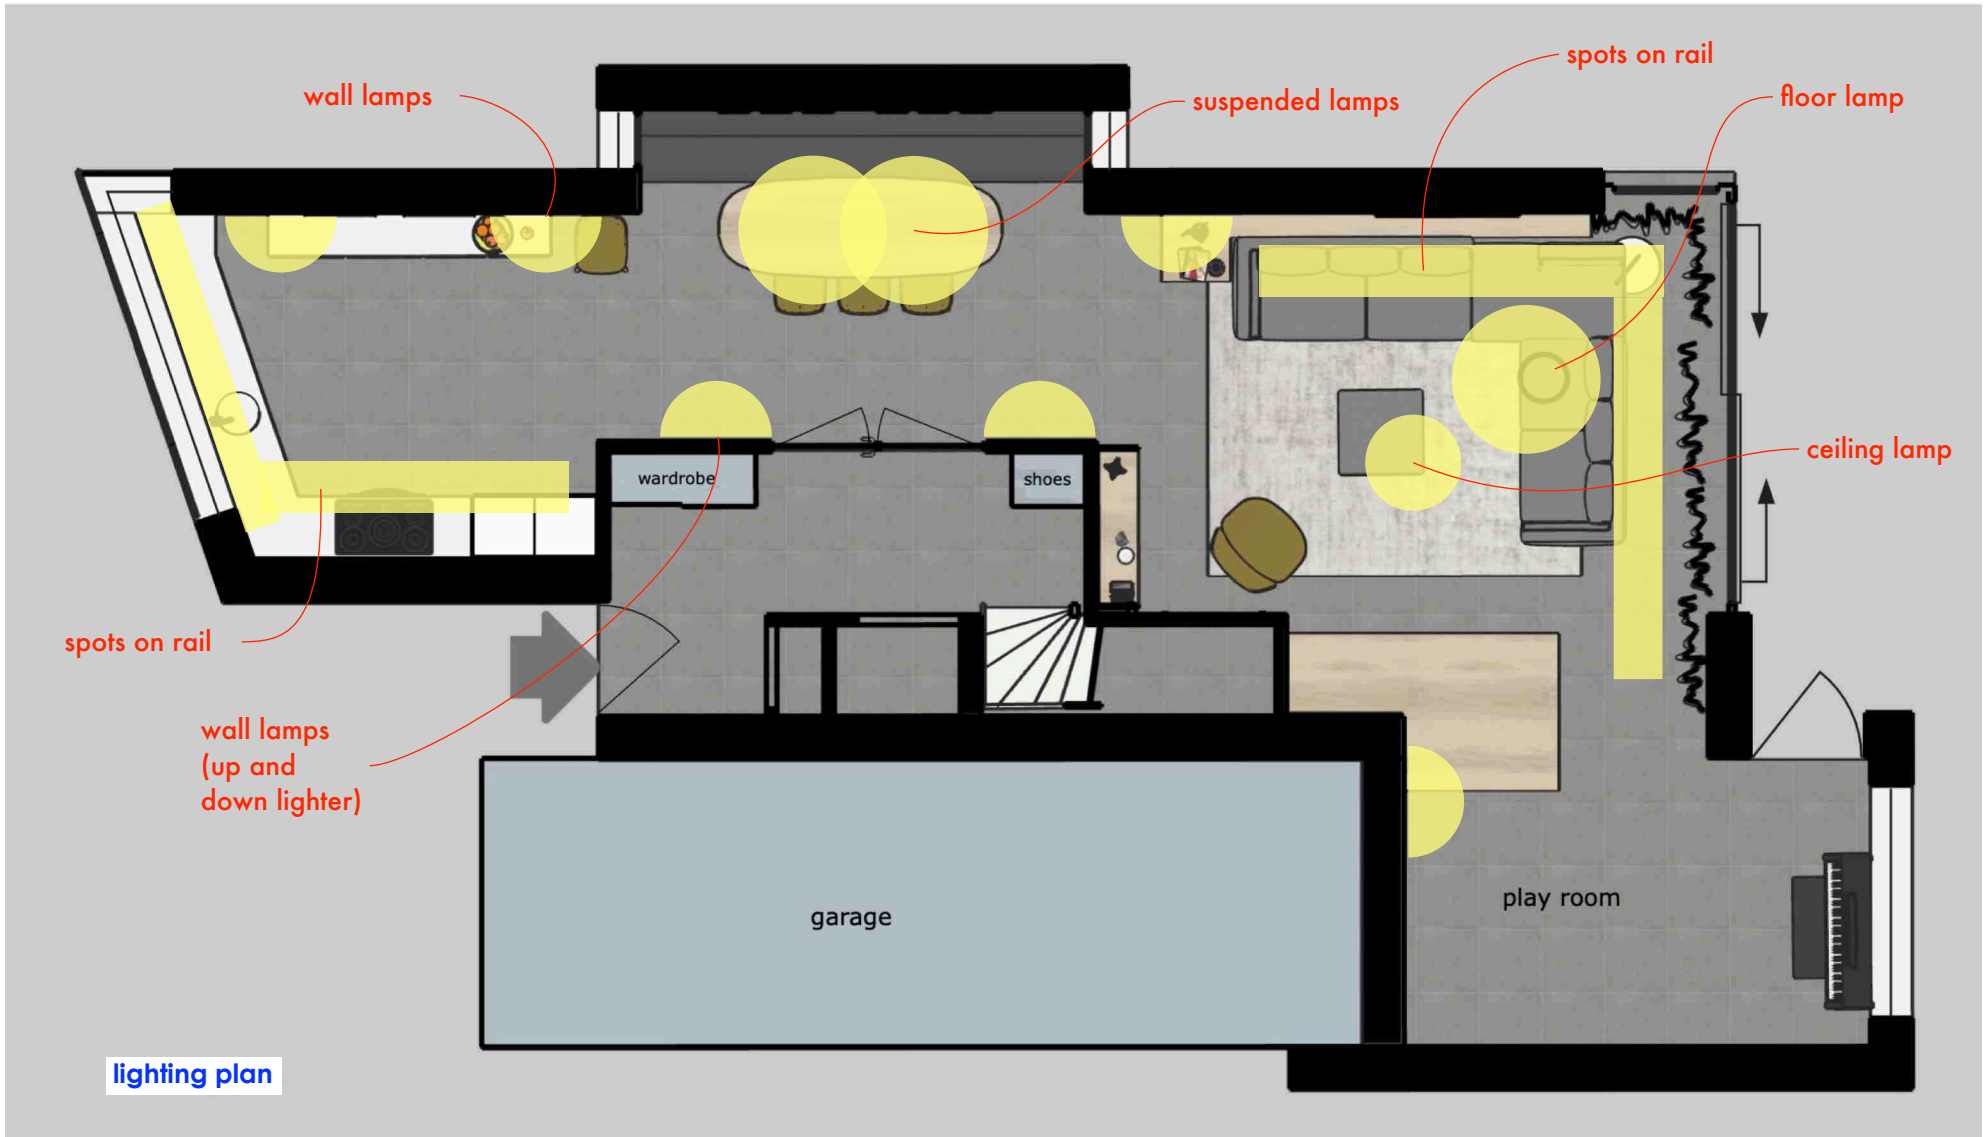 spots on rail
wall lamps
suspended lamps
floor lamp
ceiling lamp
wardrobe
shoes
spots on rail
wall lamps
(up and
down lighter)
play room
garage
lighting plan